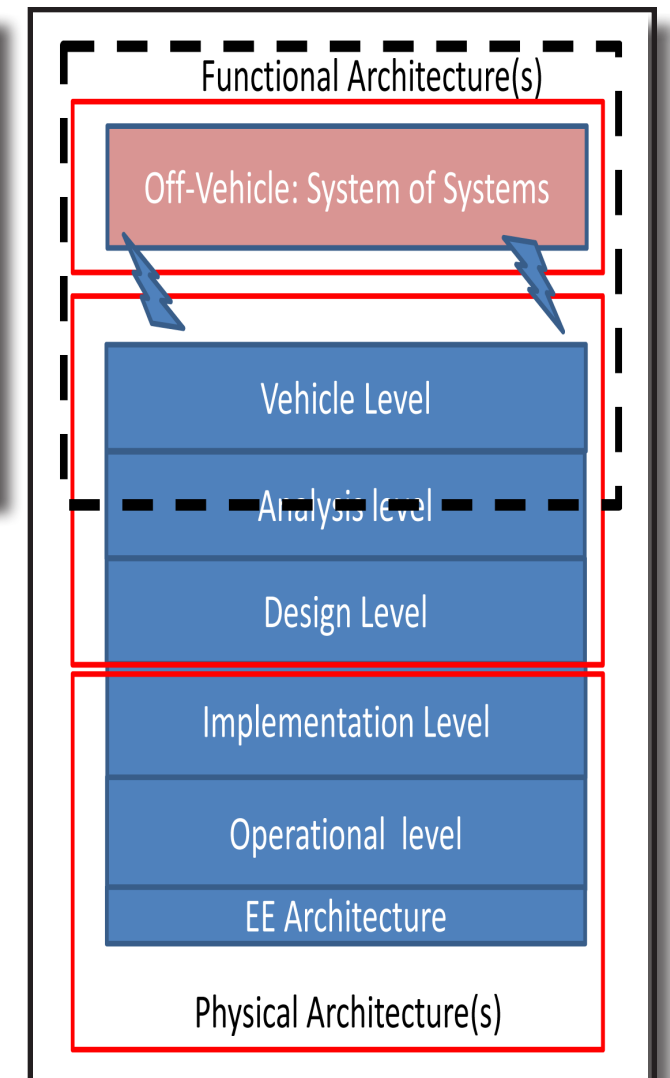 Functional Architecture(s)
Off-Vehicle: System of Systems
Vehicle Level
Analysis level
Design Level
Implementation Level
Operational level
EE Architecture
Physical Architecture(s)